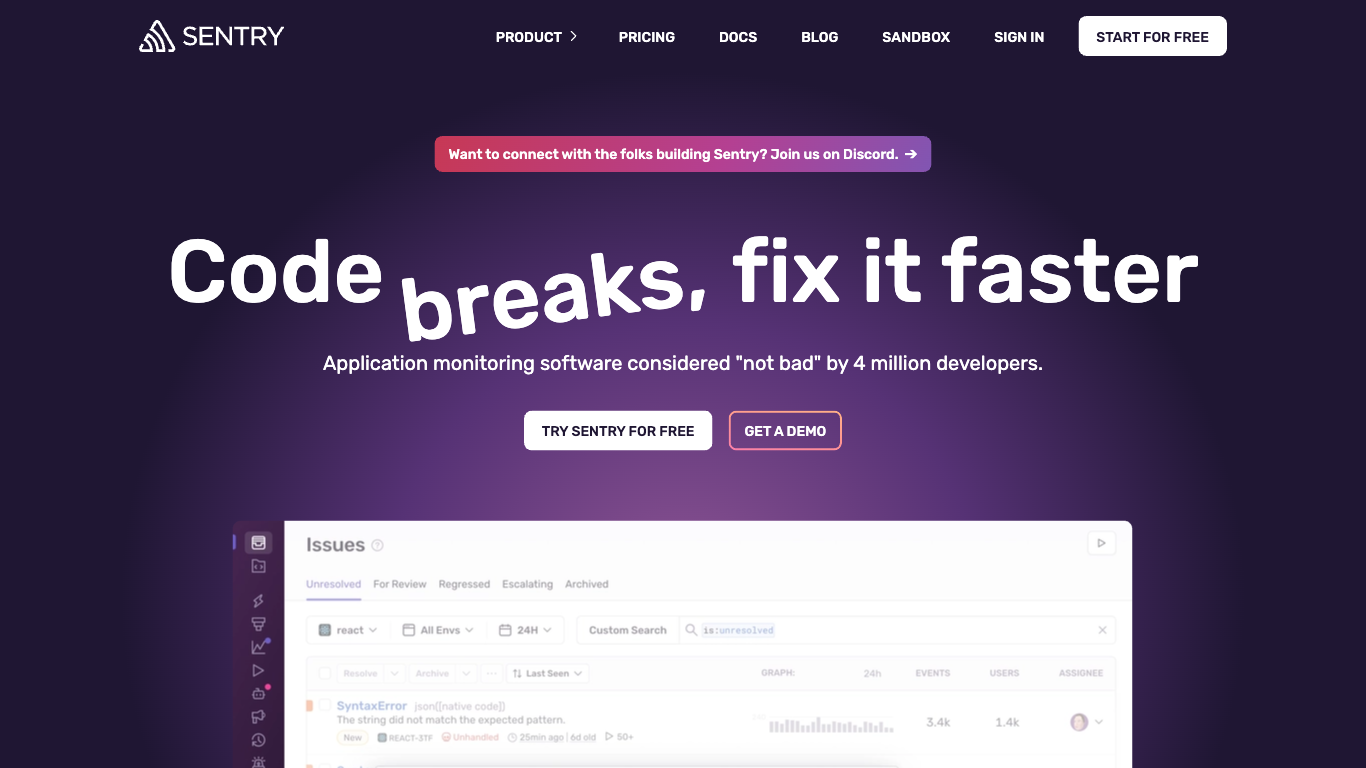 SENTRY
PRODUCT
PRICING
DOCS
BLOG
SANDBOX
SIGN IN
START FOR FREE
Want to connect with the folks building Sentry? Join us on Discord. →
Code breaks, fix it faster
Application monitoring software considered "not bad" by 4 million developers.
TRY SENTRY FOR FREE
GET A DEMO
Issues
Unresolved For Review Regressed Escalating Archived
react
All Envs
24H
Custom Search
is:unresolved
Resolve
Archive
Last Seen
GRAPH:
24h
EVENTS
USERS
ASSIGNEE
SyntaxError json([native code])
The string did not match the expected pattern.
New REACT-3TF Unhandled 25min ago | 6d old 50+
3.4k
1.4k